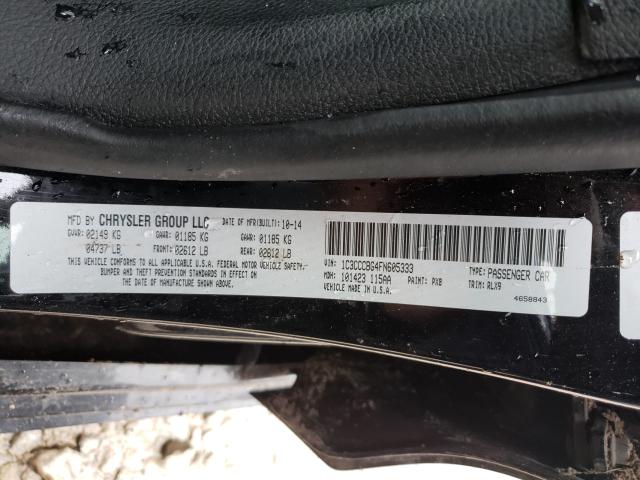 MFD BY CHRYSLER GROUP LLC DATE OF MFR(BUILT) 10-14
GVWR: 02149 KG GAWR: 01185 KG GAWR: 01185 KG
04737 LB FRONT: 02612 LB REAR: 02612 LB
THIS VEHICLE CONFORMS TO ALL APPLICABLE U.S.A. FEDERAL MOTOR VEHICLE SAFETY,
BUMPER AND THEFT PREVENTION STANDARDS IN EFFECT ON
THE DATE OF MANUFACTURE SHOWN ABOVE.
VIN: 1C3CCCBG4FN605333 TYPE: PASSENGER CAR
MDH: 101423 115AA PAINT: PX8 TRIM: RLX9
VEHICLE MADE IN U.S.A. 4658843